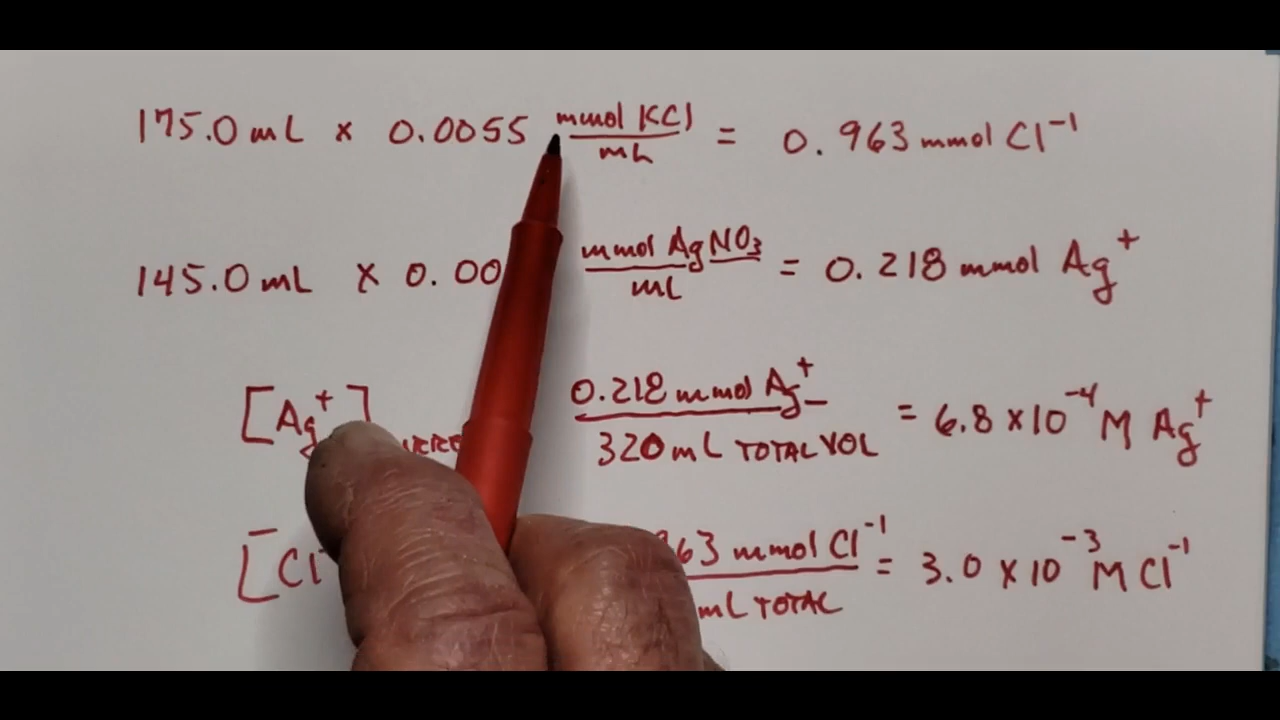 175.0 mL x 0.0055 mmol KCl / mL = 0.963 mmol Cl⁻¹
145.0 mL x 0.00 mmol AgNO₃ / mL = 0.218 mmol Ag⁺
[Ag⁺] 0.218 mmol Ag⁺ / 320 mL TOTAL VOL = 6.8 x 10⁻⁴ M Ag⁺
[Cl⁻ 63 mmol Cl⁻¹ / mL TOTAL = 3.0 x 10⁻³ M Cl⁻¹